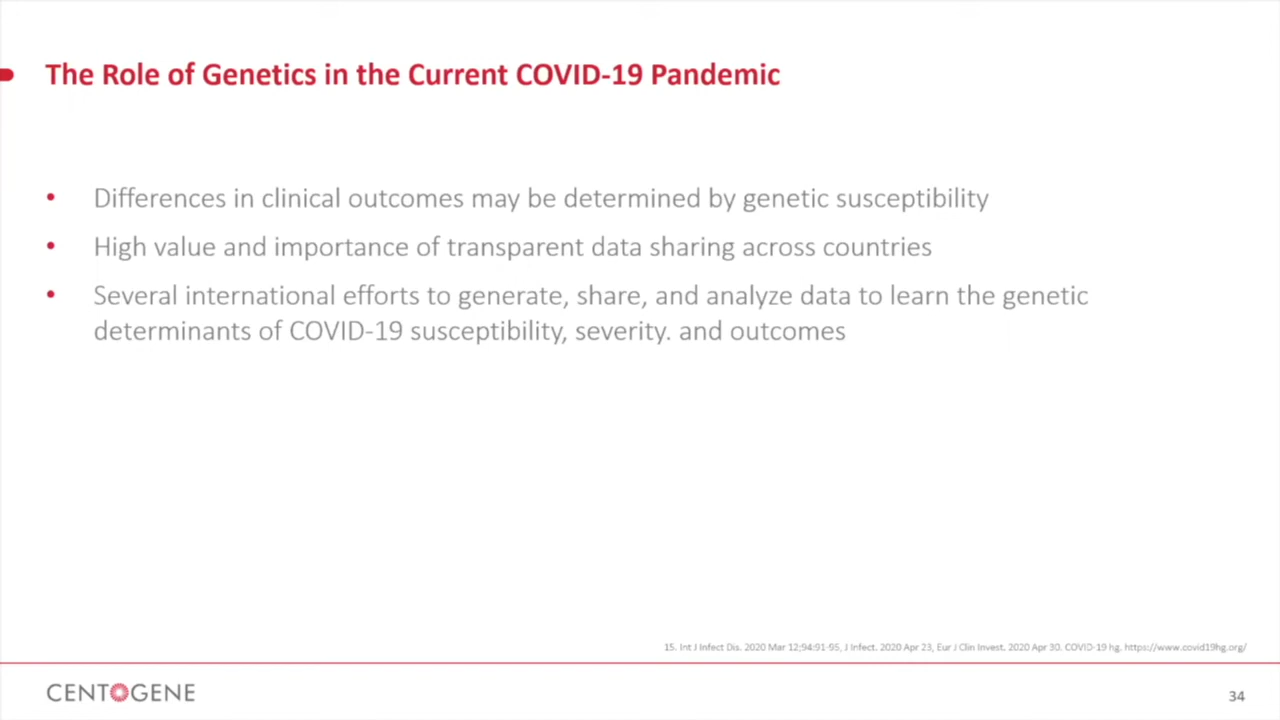 The Role of Genetics in the Current COVID-19 Pandemic
• Differences in clinical outcomes may be determined by genetic susceptibility
• High value and importance of transparent data sharing across countries
• Several international efforts to generate, share, and analyze data to learn the genetic
determinants of COVID-19 susceptibility, severity. and outcomes
15. Int J Infect Dis. 2020 Mar 12;94:91-95, J Infect. 2020 Apr 23, Eur J Clin Invest. 2020 Apr 30. COVID-19 hg. https://www.covid19hg.org/
CENTOGENE
34